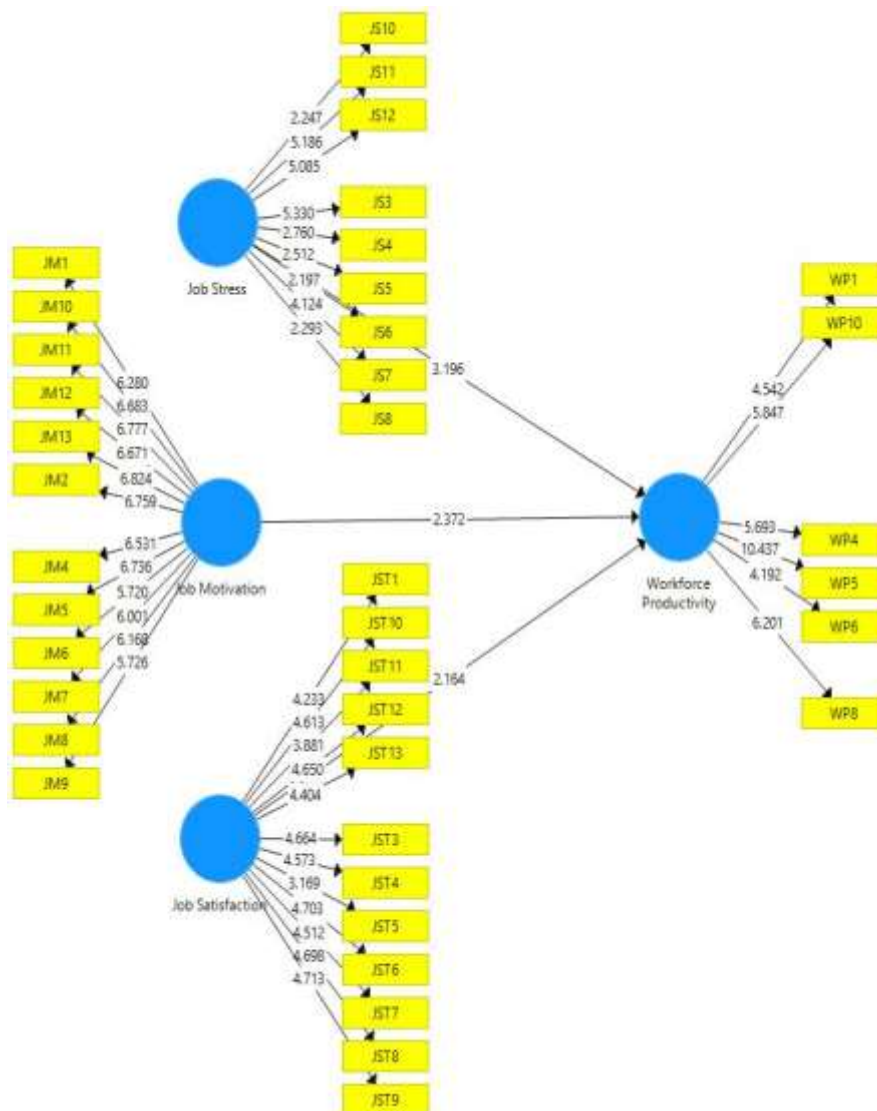 JS10
JS11
JS12
2.247
5.186
5.085
JS3
JS4
JS5
JS6
JS7
JS8
5.330
2.760
2.512
2.197
4.124
2.293
Job Stress
3.196
JM1
JM10
JM11
JM12
JM13
JM2
6.280
6.683
6.777
6.671
6.824
6.759
JM4
JM5
JM6
JM7
JM8
JM9
6.531
6.736
5.720
6.001
6.168
5.726
Job Motivation
2.372
WP1
WP10
4.542
5.847
WP4
WP5
WP6
WP8
5.693
10.437
4.192
6.201
Workforce
Productivity
JST1
JST10
JST11
JST12
JST13
4.233
4.613
3.881
4.650
4.404
2.164
JST3
JST4
JST5
JST6
JST7
JST8
JST9
4.664
4.573
3.169
4.703
4.512
4.698
4.713
Job Satisfaction